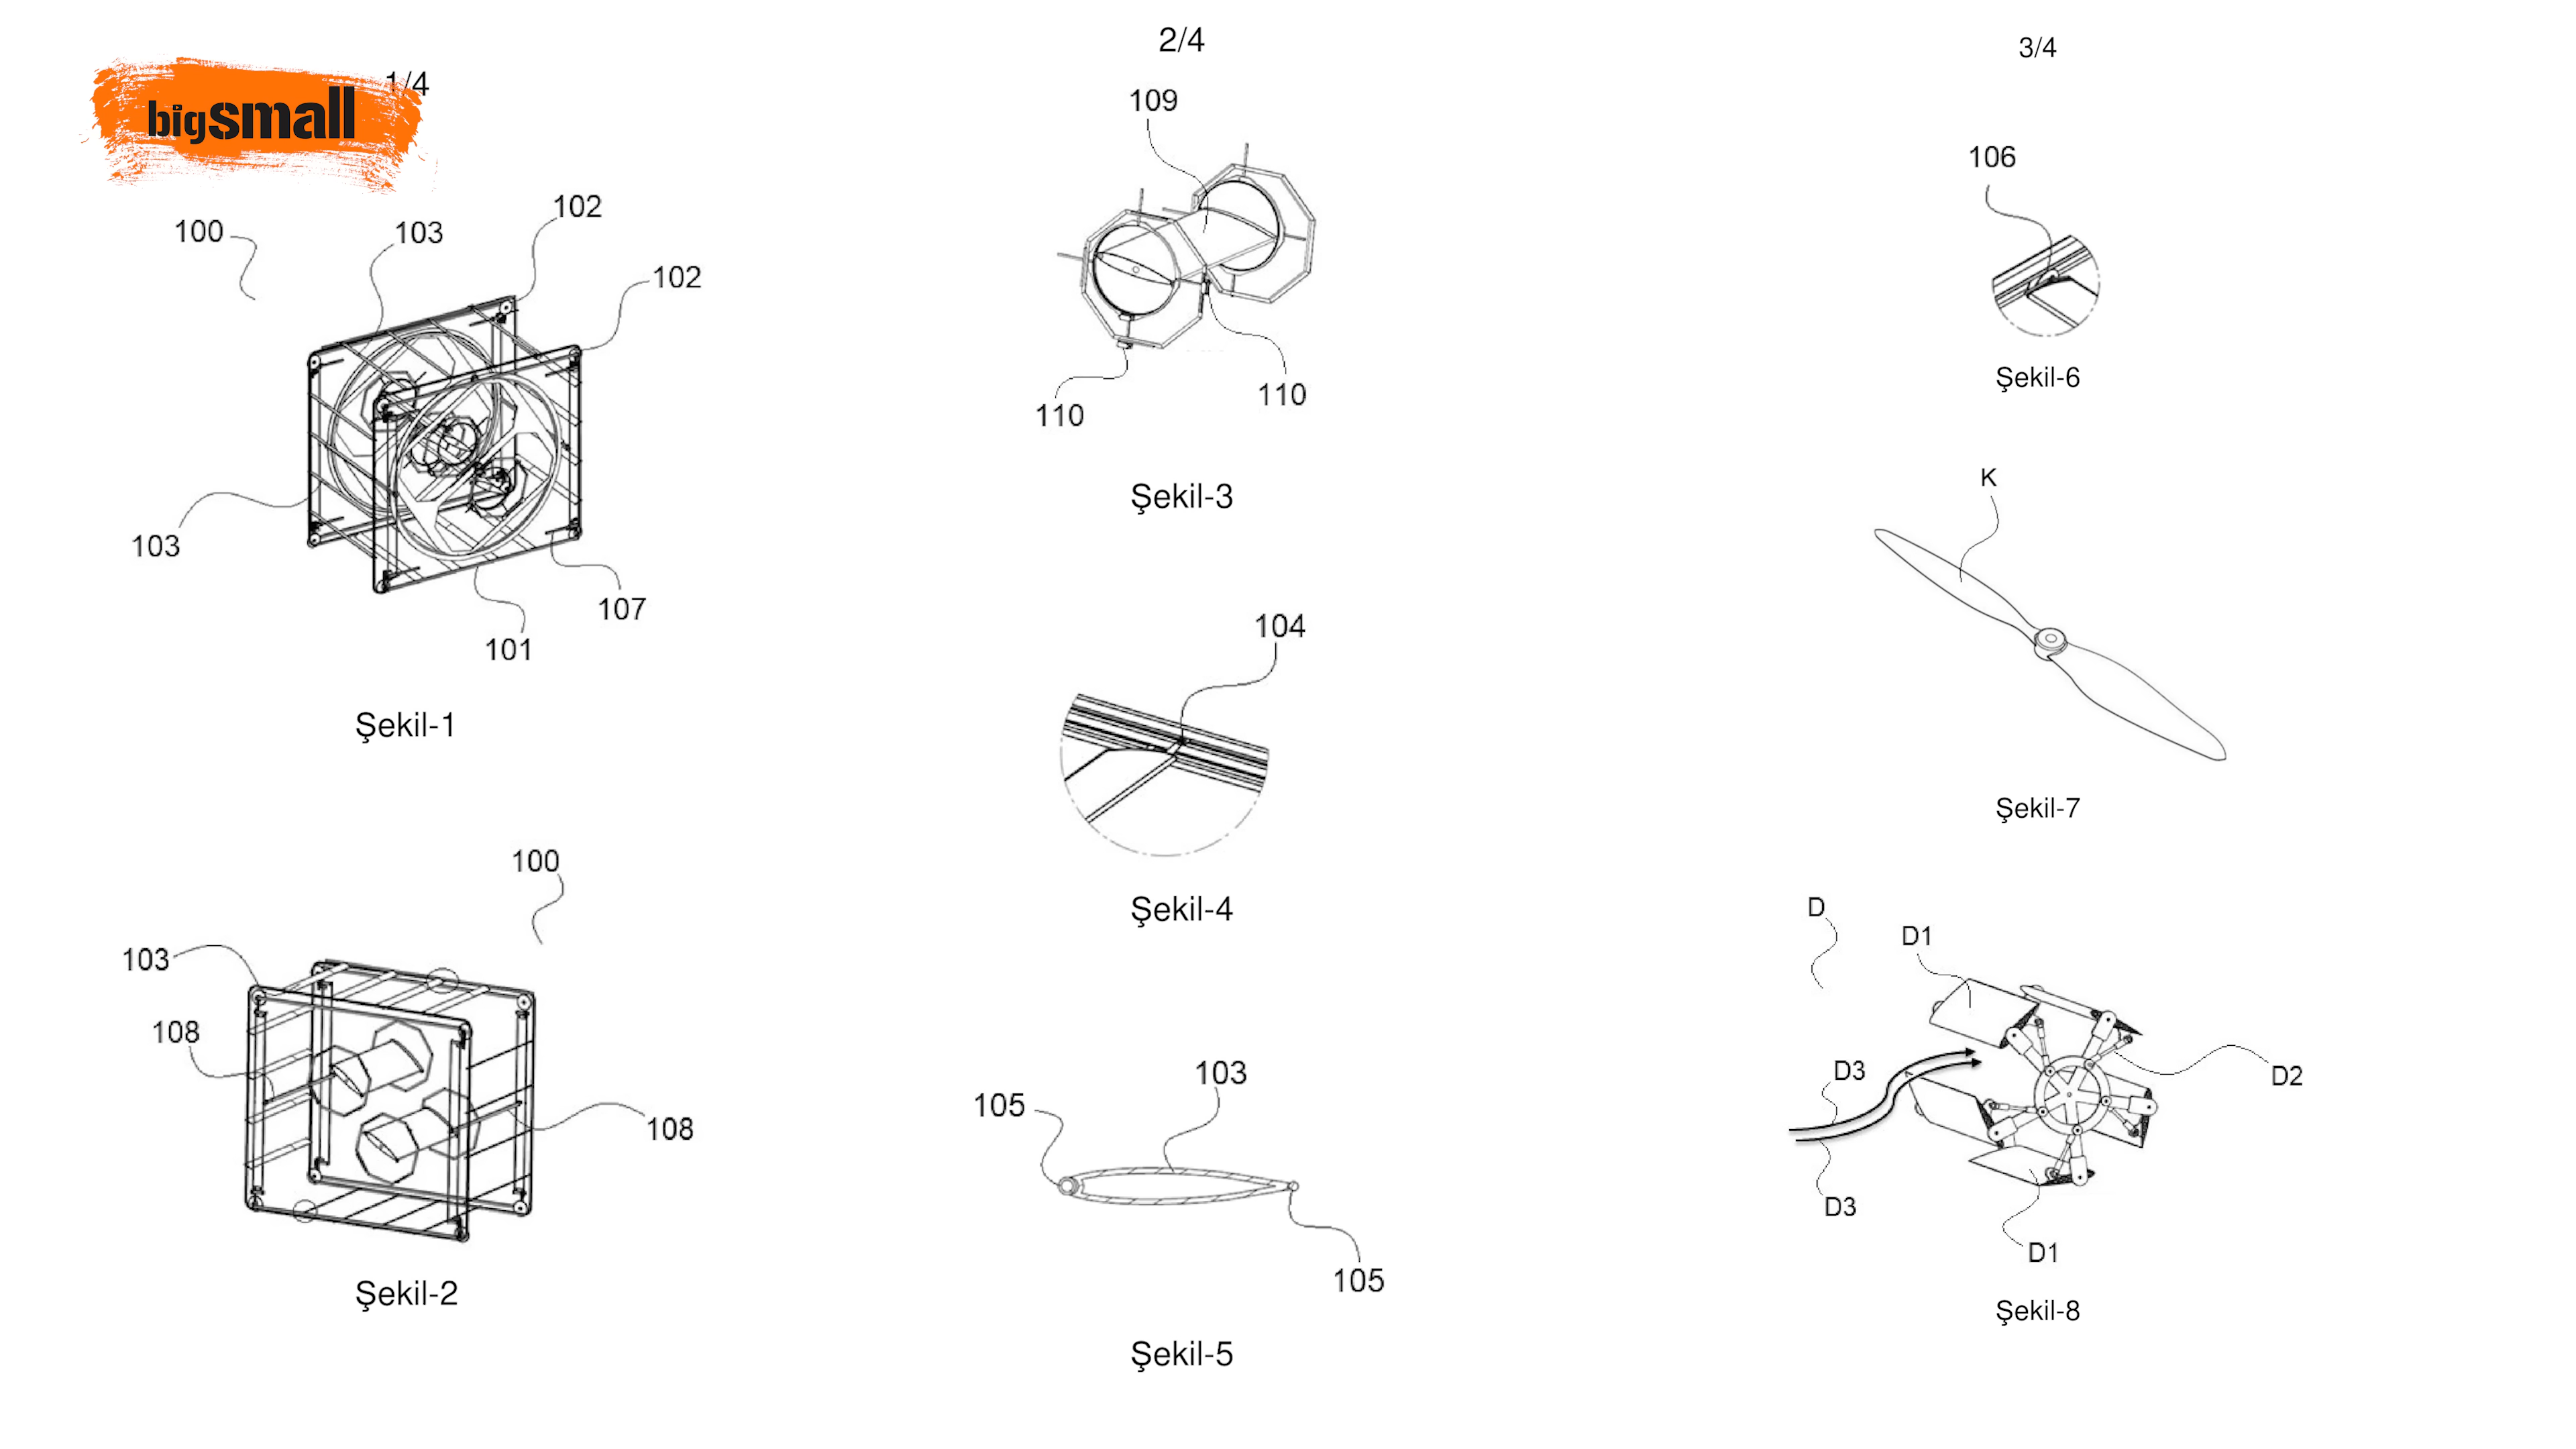 bigsmall
1/4
100
103
102
102
103
107
101
Şekil-1
100
103
108
108
Şekil-2
2/4
109
110
110
Şekil-3
104
Şekil-4
103
105
105
Şekil-5
3/4
106
Şekil-6
K
Şekil-7
D
D1
D3
D2
D3
D1
Şekil-8